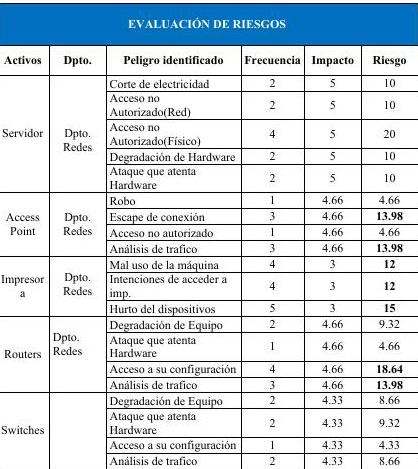 EVALUACIÓN DE RIESGOS
Activos Dpto. Peligro identificado Frecuencia Impacto Riesgo
Servidor Dpto. Redes
Corte de electricidad 2 5 10
Acceso no
Autorizado(Red) 2 5 10
Acceso no
Autorizado(Físico) 4 5 20
Degradación de Hardware 2 5 10
Ataque que atenta
Hardware 2 5 10
Access
Point
Dpto.
Redes
Robo 1 4.66 4.66
Escape de conexión 3 4.66 13.98
Acceso no autorizado 1 4.66 4.66
Análisis de trafico 3 4.66 13.98
Impresor
a
Dpto.
Redes
Mal uso de la máquina 4 3 12
Intenciones de acceder a
imp. 4 3 12
Hurto del dispositivos 5 3 15
Routers
Dpto.
Redes
Degradación de Equipo 2 4.66 9.32
Ataque que atenta
Hardware 1 4.66 4.66
Acceso a su configuración 4 4.66 18.64
Análisis de trafico 3 4.66 13.98
Switches
Degradación de Equipo 2 4.33 8.66
Ataque que atenta
Hardware 2 4.33 9.32
Acceso a su configuración 1 4.33 4.33
Análisis de trafico 2 4.33 8.66